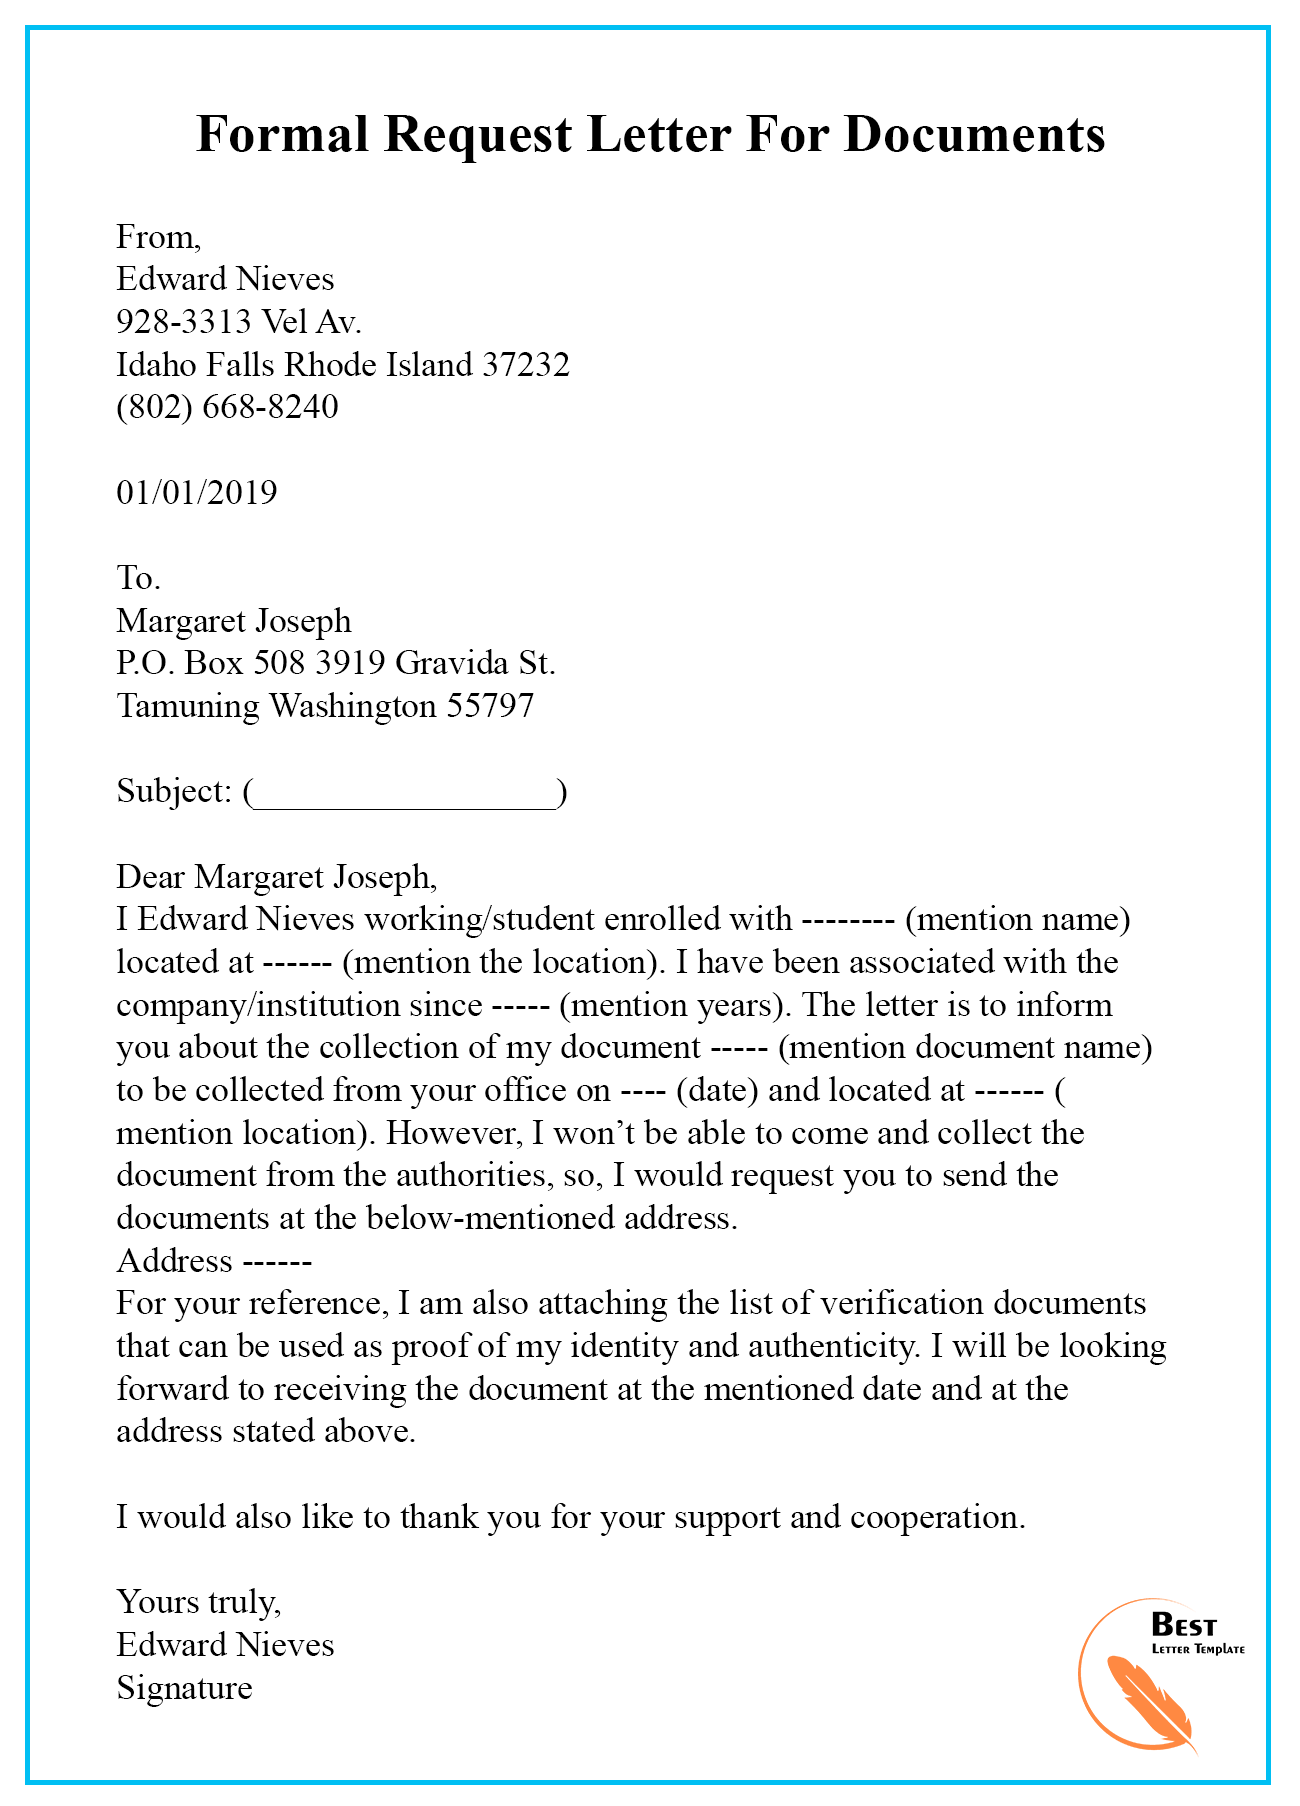 Formal Request Letter For Documents
From,
Edward Nieves
928-3313 Vel Av.
Idaho Falls Rhode Island 37232
(802) 668-8240
01/01/2019
To.
Margaret Joseph
P.O. Box 508 3919 Gravida St.
Tamuning Washington 55797
Subject: (_________________)
Dear Margaret Joseph,
I Edward Nieves working/student enrolled with -------- (mention name)
located at ------ (mention the location). I have been associated with the
company/institution since ----- (mention years). The letter is to inform
you about the collection of my document ----- (mention document name)
to be collected from your office on ---- (date) and located at ------ (
mention location). However, I won’t be able to come and collect the
document from the authorities, so, I would request you to send the
documents at the below-mentioned address.
Address ------
For your reference, I am also attaching the list of verification documents
that can be used as proof of my identity and authenticity. I will be looking
forward to receiving the document at the mentioned date and at the
address stated above.
I would also like to thank you for your support and cooperation.
Yours truly,
Edward Nieves
Signature
BEST
LETTER TEMPLATE